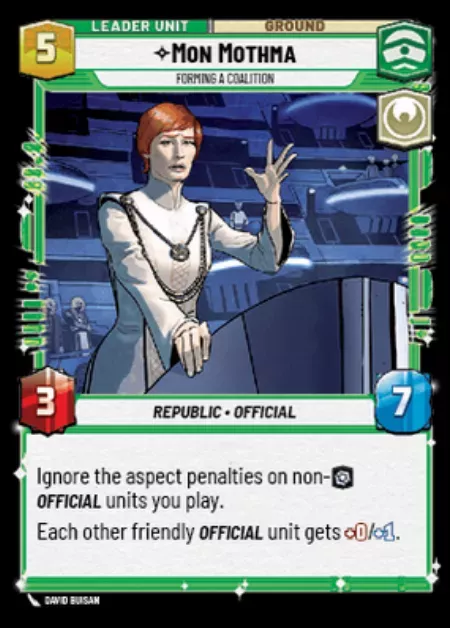 LEADER UNIT GROUND
5
MON MOTHMA
FORMING A COALITION
3
REPUBLIC • OFFICIAL
7
Ignore the aspect penalties on non-
OFFICIAL units you play.
Each other friendly OFFICIAL unit gets +0/+1.
DAVID BUISAN